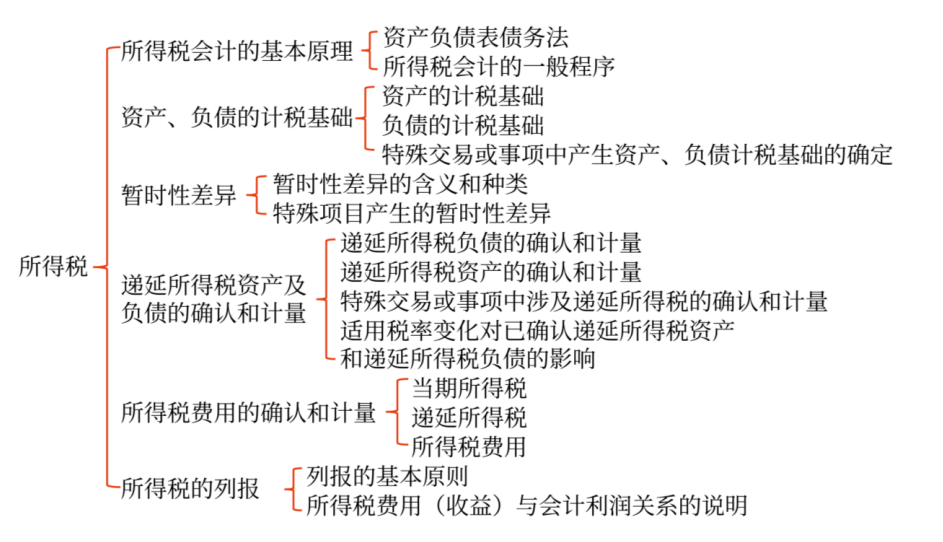 所得税
所得税会计的基本原理
资产负债表债务法
所得税会计的一般程序
资产、负债的计税基础
资产的计税基础
负债的计税基础
特殊交易或事项中产生资产、负债计税基础的确定
暂时性差异
暂时性差异的含义和种类
特殊项目产生的暂时性差异
递延所得税资产及
负债的确认和计量
递延所得税负债的确认和计量
递延所得税资产的确认和计量
特殊交易或事项中涉及递延所得税的确认和计量
适用税率变化对已确认递延所得税资产
和递延所得税负债的影响
所得税费用的确认和计量
当期所得税
递延所得税
所得税费用
所得税的列报
列报的基本原则
所得税费用（收益）与会计利润关系的说明